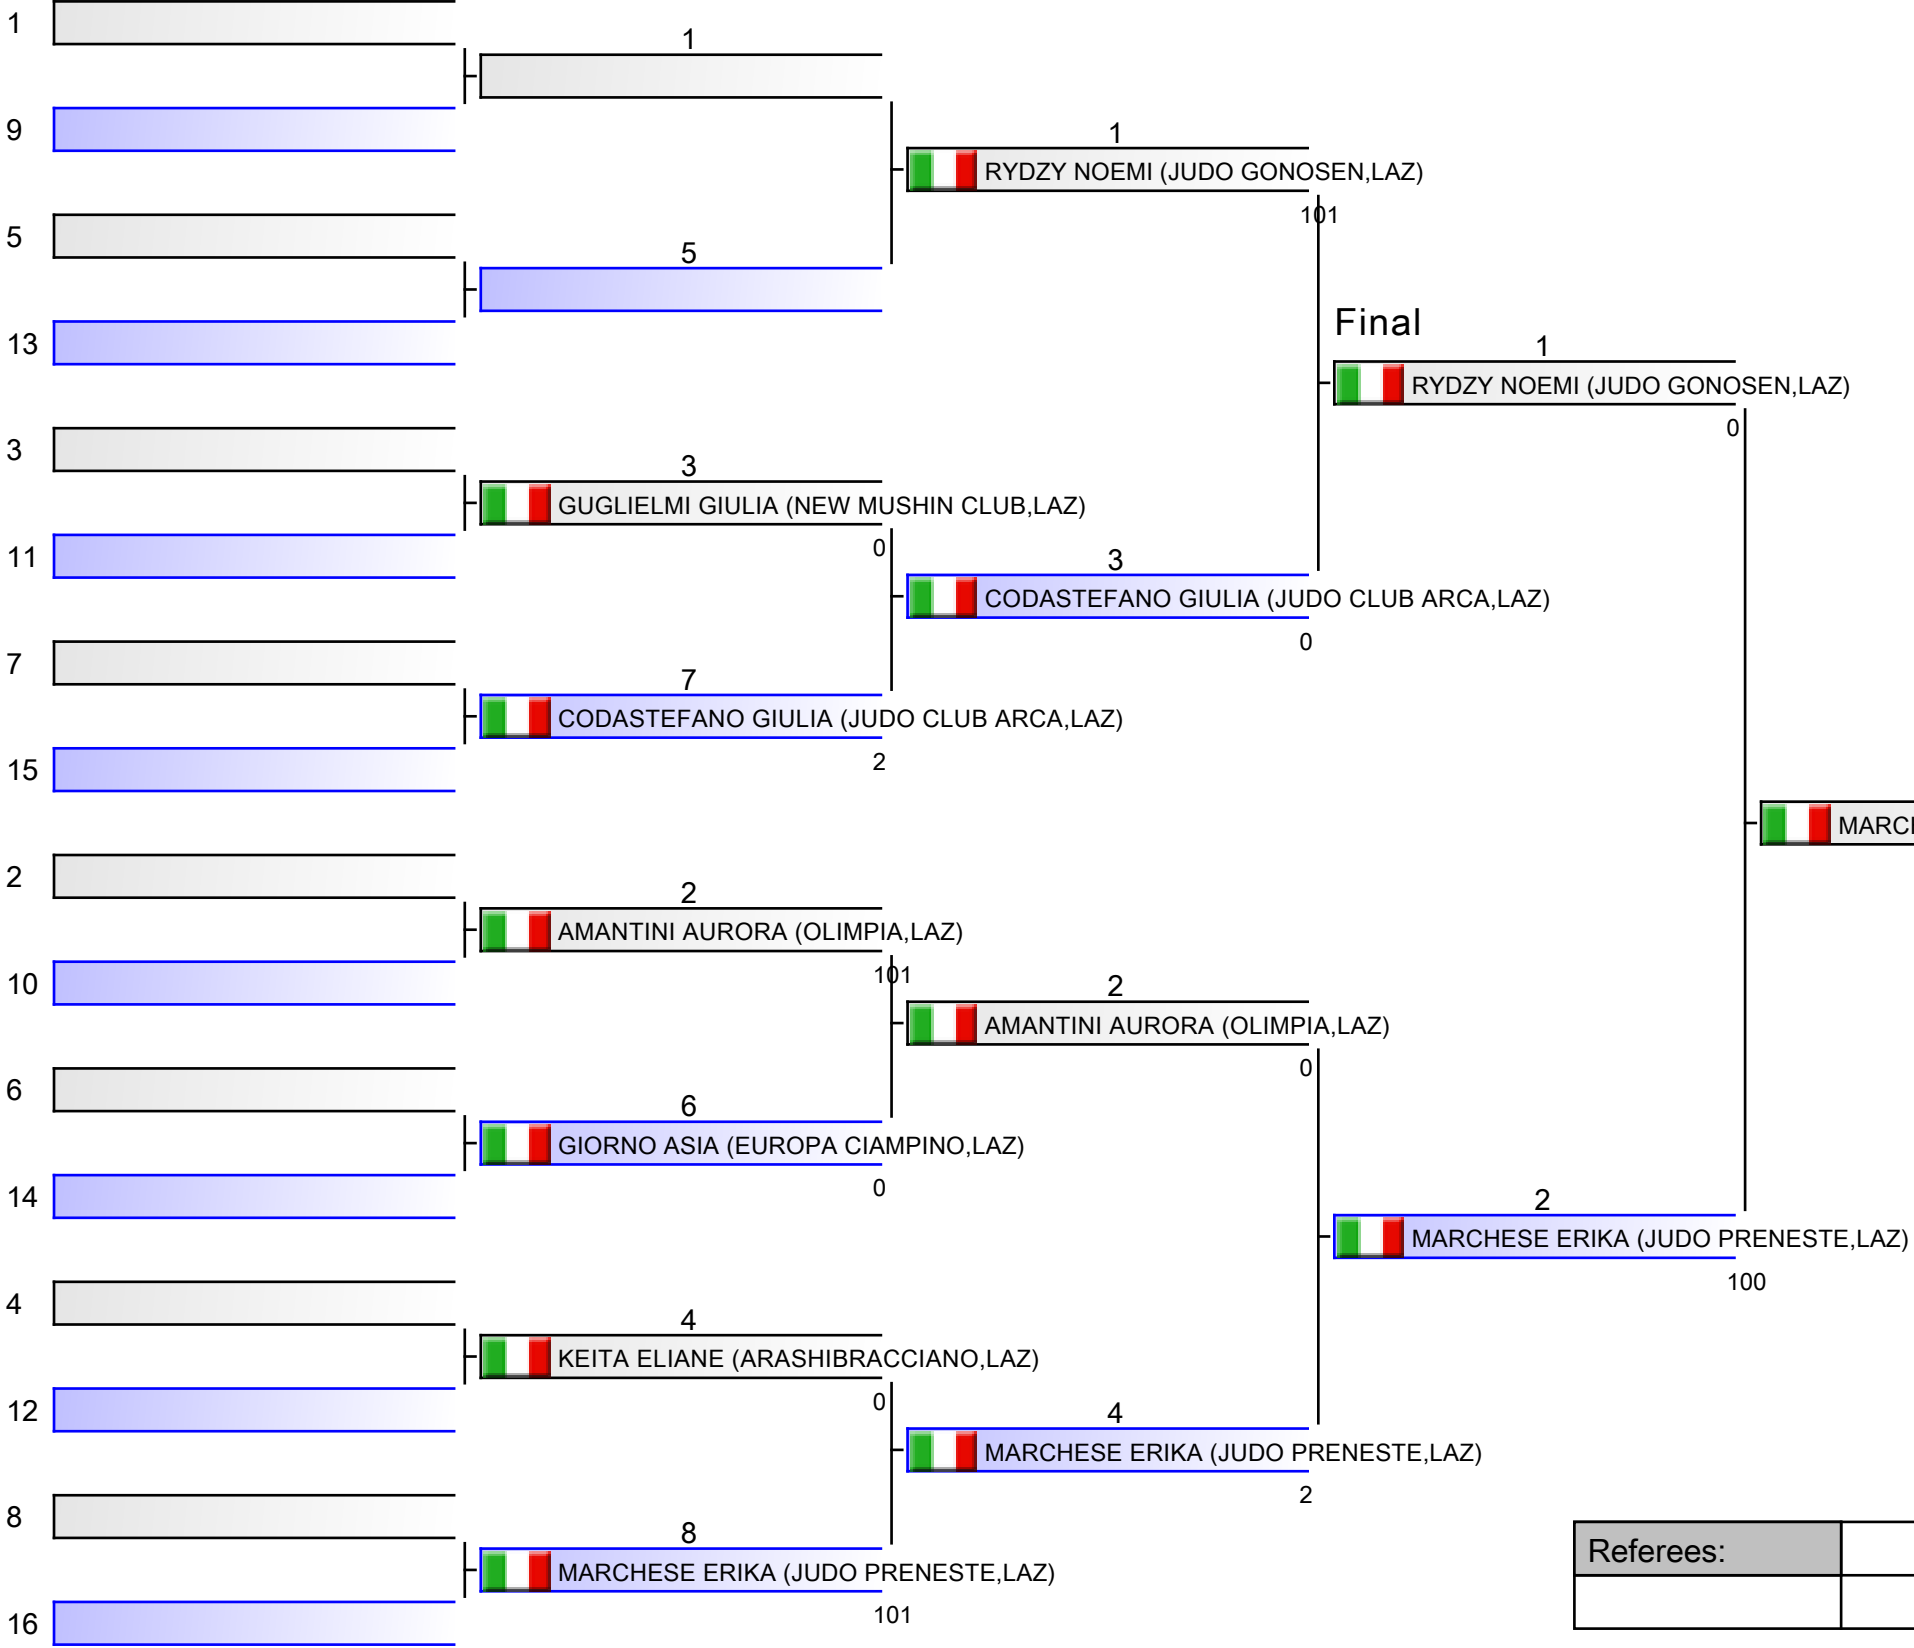 1
1
9
1
RYDZY NOEMI (JUDO GONOSEN,LAZ)
101
5
5
13
Final
1
RYDZY NOEMI (JUDO GONOSEN,LAZ)
0
3
3
GUGLIELMI GIULIA (NEW MUSHIN CLUB,LAZ)
0
11
3
CODASTEFANO GIULIA (JUDO CLUB ARCA,LAZ)
0
7
7
CODASTEFANO GIULIA (JUDO CLUB ARCA,LAZ)
2
15
MARCH
2
2
AMANTINI AURORA (OLIMPIA,LAZ)
101
10
2
AMANTINI AURORA (OLIMPIA,LAZ)
0
6
6
GIORNO ASIA (EUROPA CIAMPINO,LAZ)
0
14
2
MARCHESE ERIKA (JUDO PRENESTE,LAZ)
100
4
4
KEITA ELIANE (ARASHIBRACCIANO,LAZ)
0
12
4
MARCHESE ERIKA (JUDO PRENESTE,LAZ)
2
8
8
MARCHESE ERIKA (JUDO PRENESTE,LAZ)
101
16
Referees: